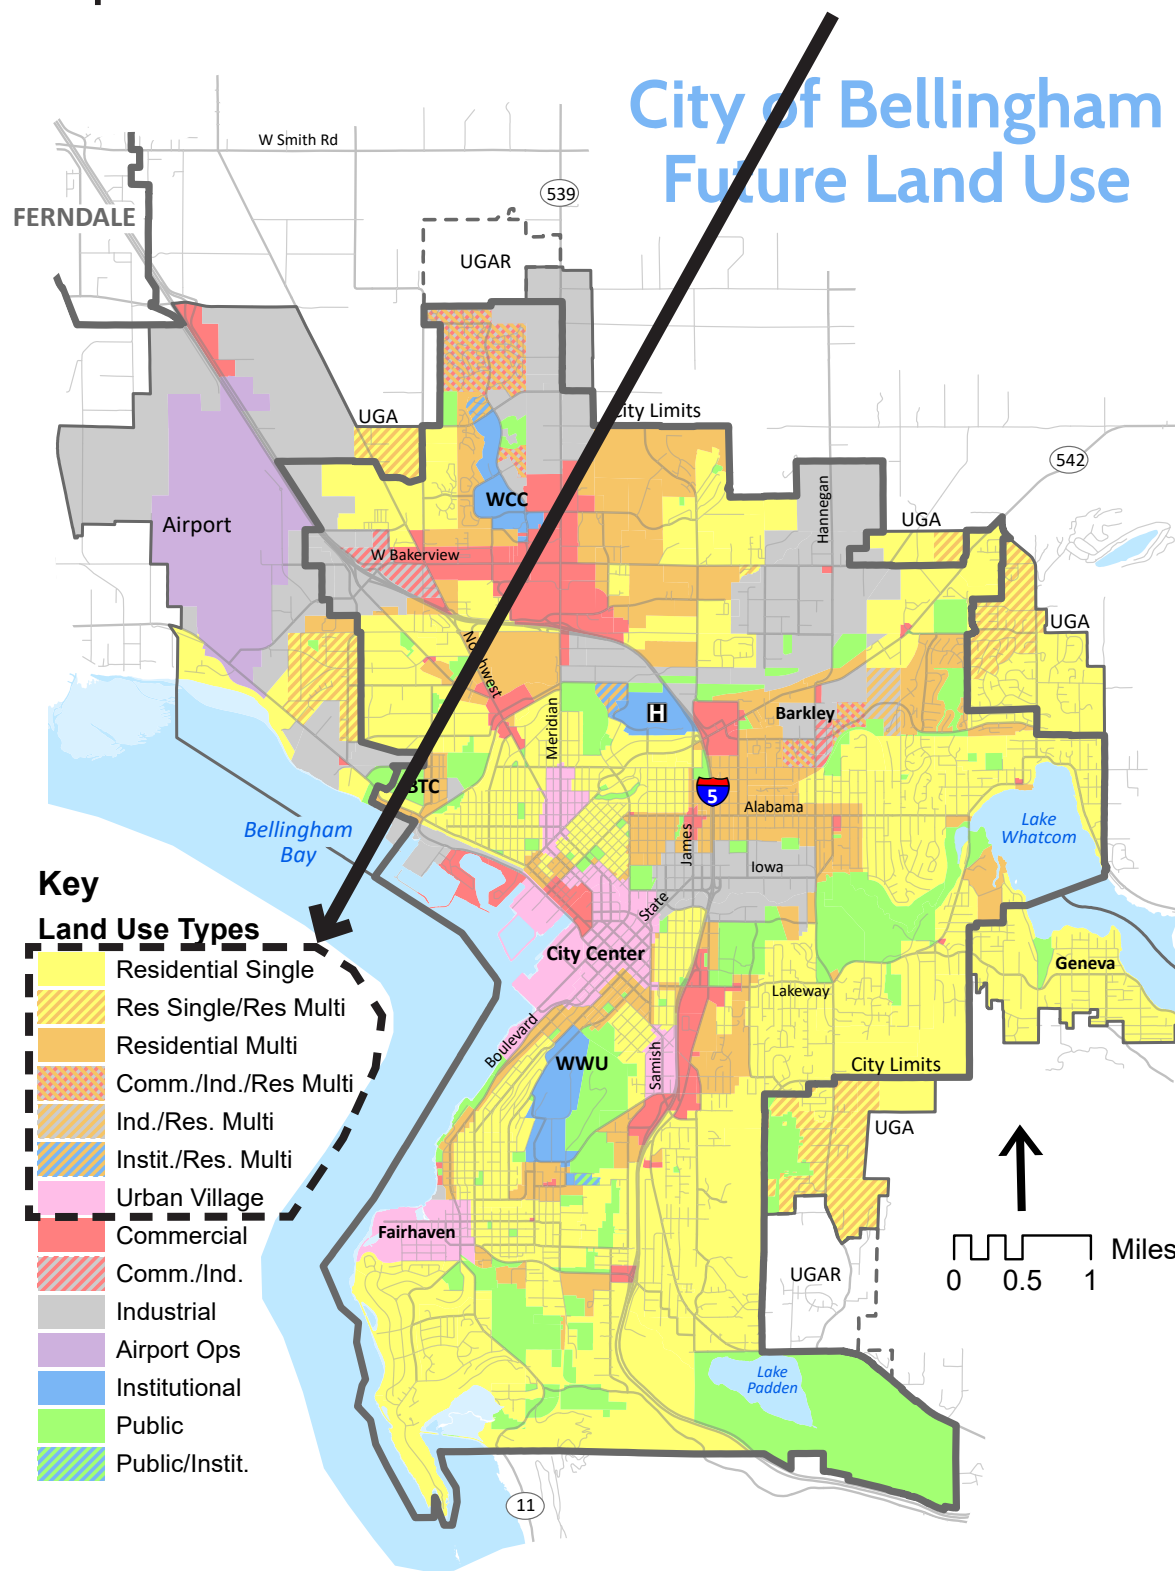 City of Bellingham
Future Land Use
W Smith Rd
539
FERNDALE
UGAR
UGA
City Limits
542
WCC
Hannegan
UGA
Airport
W Bakerview
UGA
Northwest
Meridian
H
Barkley
BTC
5
Alabama
Bellingham
Bay
James
Iowa
Lake
Whatcom
State
City Center
Geneva
Lakeway
Boulevard
WWU
Samish
City Limits
UGA
Fairhaven
UGAR
Miles
0 0.5 1
Lake
Padden
11
Key
Land Use Types
Residential Single
Res Single/Res Multi
Residential Multi
Comm./Ind./Res Multi
Ind./Res. Multi
Instit./Res. Multi
Urban Village
Commercial
Comm./Ind.
Industrial
Airport Ops
Institutional
Public
Public/Instit.